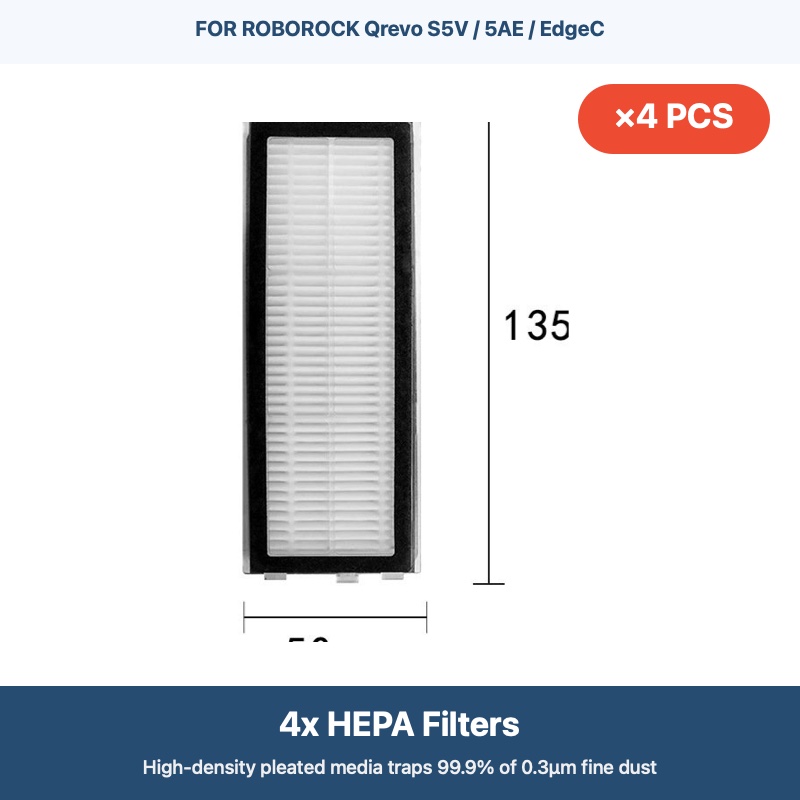 FOR ROBOROCK Qrevo S5V / 5AE / EdgeC
×4 PCS
135
4x HEPA Filters
High-density pleated media traps 99.9% of 0.3μm fine dust